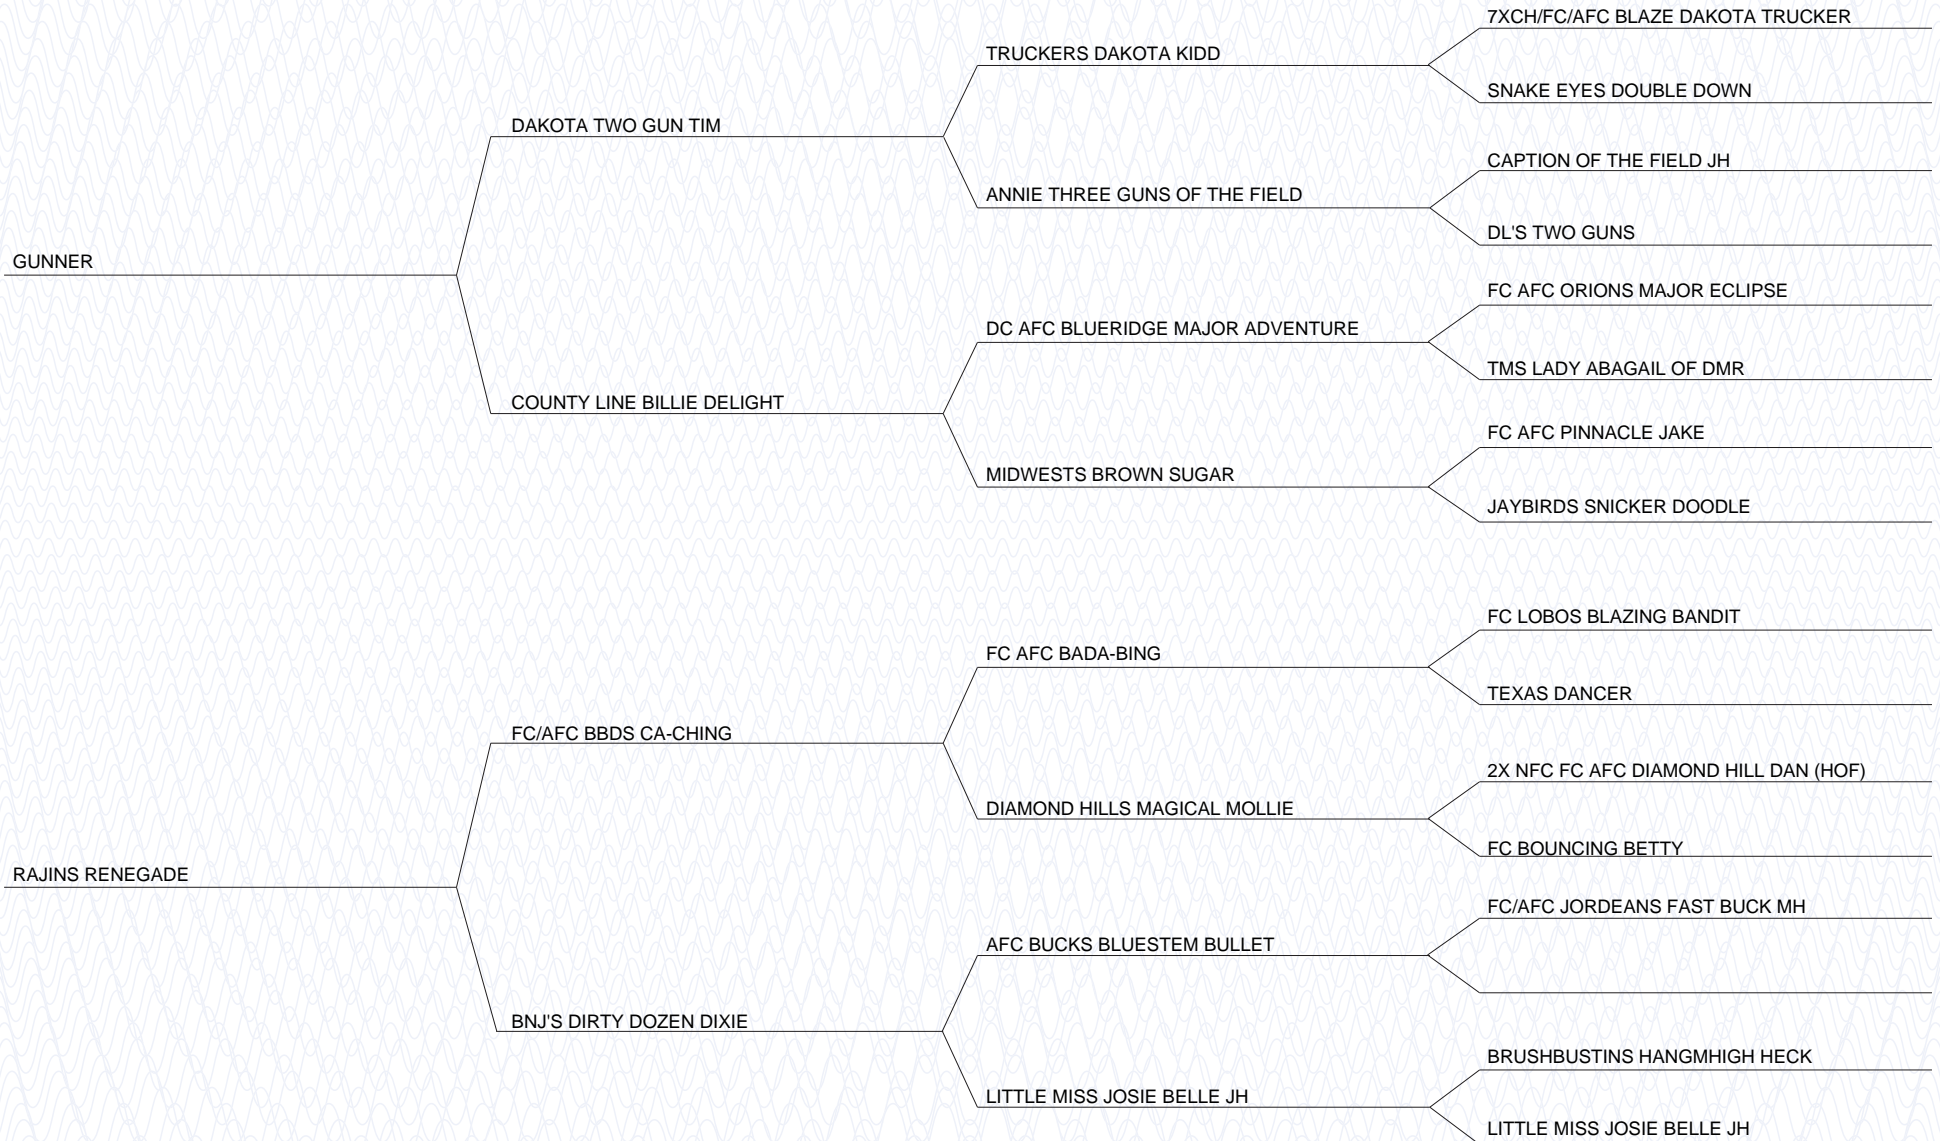 7XCH/FC/AFC BLAZE DAKOTA TRUCKER
TRUCKERS DAKOTA KIDD
SNAKE EYES DOUBLE DOWN
DAKOTA TWO GUN TIM
CAPTION OF THE FIELD JH
ANNIE THREE GUNS OF THE FIELD
DL'S TWO GUNS
GUNNER
FC AFC ORIONS MAJOR ECLIPSE
DC AFC BLUERIDGE MAJOR ADVENTURE
TMS LADY ABAGAIL OF DMR
COUNTY LINE BILLIE DELIGHT
FC AFC PINNACLE JAKE
MIDWESTS BROWN SUGAR
JAYBIRDS SNICKER DOODLE
FC LOBOS BLAZING BANDIT
FC AFC BADA-BING
TEXAS DANCER
FC/AFC BBDS CA-CHING
2X NFC FC AFC DIAMOND HILL DAN (HOF)
DIAMOND HILLS MAGICAL MOLLIE
FC BOUNCING BETTY
RAJINS RENEGADE
FC/AFC JORDEANS FAST BUCK MH
AFC BUCKS BLUESTEM BULLET
BNJ'S DIRTY DOZEN DIXIE
BRUSHBUSTINS HANGMHIGH HECK
LITTLE MISS JOSIE BELLE JH
LITTLE MISS JOSIE BELLE JH